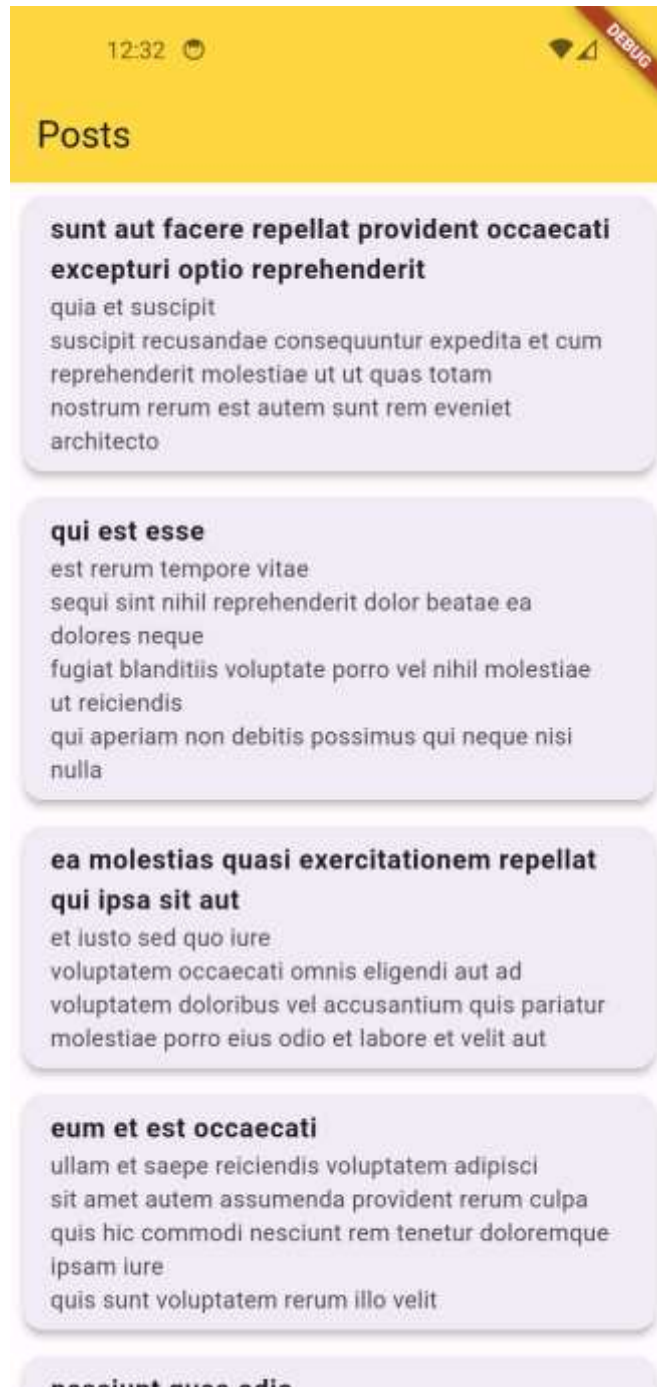 12:32
DEBUG
Posts
sunt aut facere repellat provident occaecati
excepturi optio reprehenderit
quia et suscipit
suscipit recusandae consequuntur expedita et cum
reprehenderit molestiae ut ut quas totam
nostrum rerum est autem sunt rem eveniet
architecto
qui est esse
est rerum tempore vitae
sequi sint nihil reprehenderit dolor beatae ea
dolores neque
fugiat blanditiis voluptate porro vel nihil molestiae
ut reiciendis
qui aperiam non debitis possimus qui neque nisi
nulla
ea molestias quasi exercitationem repellat
qui ipsa sit aut
et iusto sed quo iure
voluptatem occaecati omnis eligendi aut ad
voluptatem doloribus vel accusantium quis pariatur
molestiae porro eius odio et labore et velit aut
eum et est occaecati
ullam et saepe reiciendis voluptatem adipisci
sit amet autem assumenda provident rerum culpa
quis hic commodi nesciunt rem tenetur doloremque
ipsam iure
quis sunt voluptatem rerum illo velit